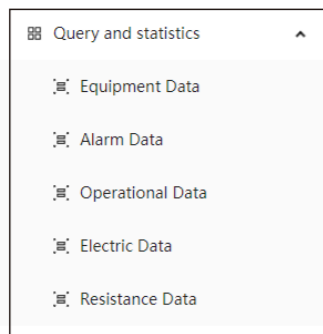 Query and statistics
Equipment Data
Alarm Data
Operational Data
Electric Data
Resistance Data